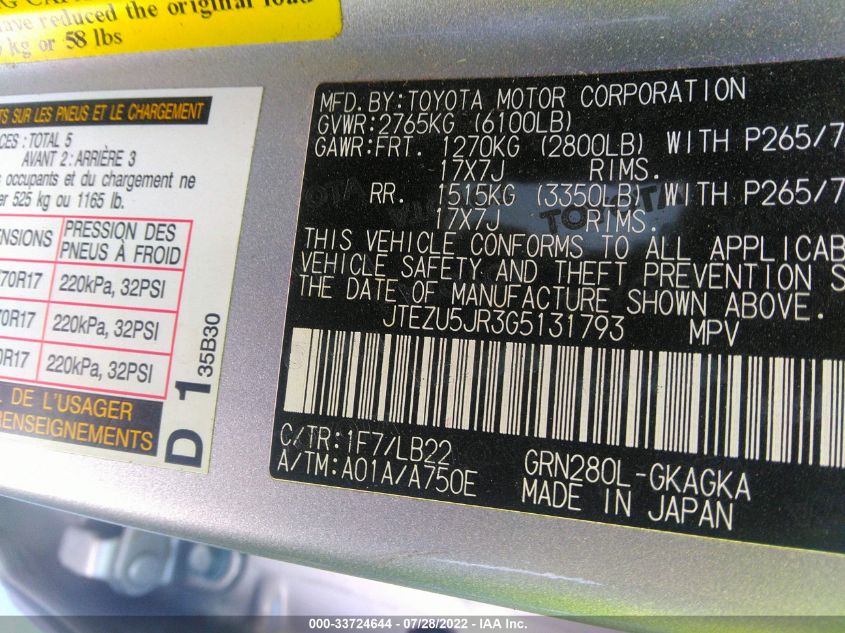 have reduced the original load
kg or 58 lbs
S SUR LES PNEUS ET LE CHARGEMENT
CES : TOTAL 5
AVANT 2 : ARRIÈRE 3
occupants et du chargement ne
er 525 kg ou 1165 lb.
ENSIONS PRESSION DES PNEUS À FROID
70R17 220kPa, 32PSI
70R17 220kPa, 32PSI
70R17 220kPa, 32PSI
L DE L'USAGER
RENSEIGNEMENTS
D 1 35B30
MFD. BY:TOYOTA MOTOR CORPORATION
GVWR:2765KG (6100LB)
GAWR:FRT. 1270KG (2800LB) WITH P265/7
17X7J RIMS.
RR. 1515KG (3350LB) WITH P265/7
17X7J RIMS.
THIS VEHICLE CONFORMS TO ALL APPLICAB
VEHICLE SAFETY AND THEFT PREVENTION S
THE DATE OF MANUFACTURE SHOWN ABOVE.
JTEZU5JR3G5131793 MPV
C/TR:1F7/LB22
A/TM:A01A/A750E
GRN280L-GKAGKA
MADE IN JAPAN
000-33724644 - 07/28/2022 - IAA Inc.